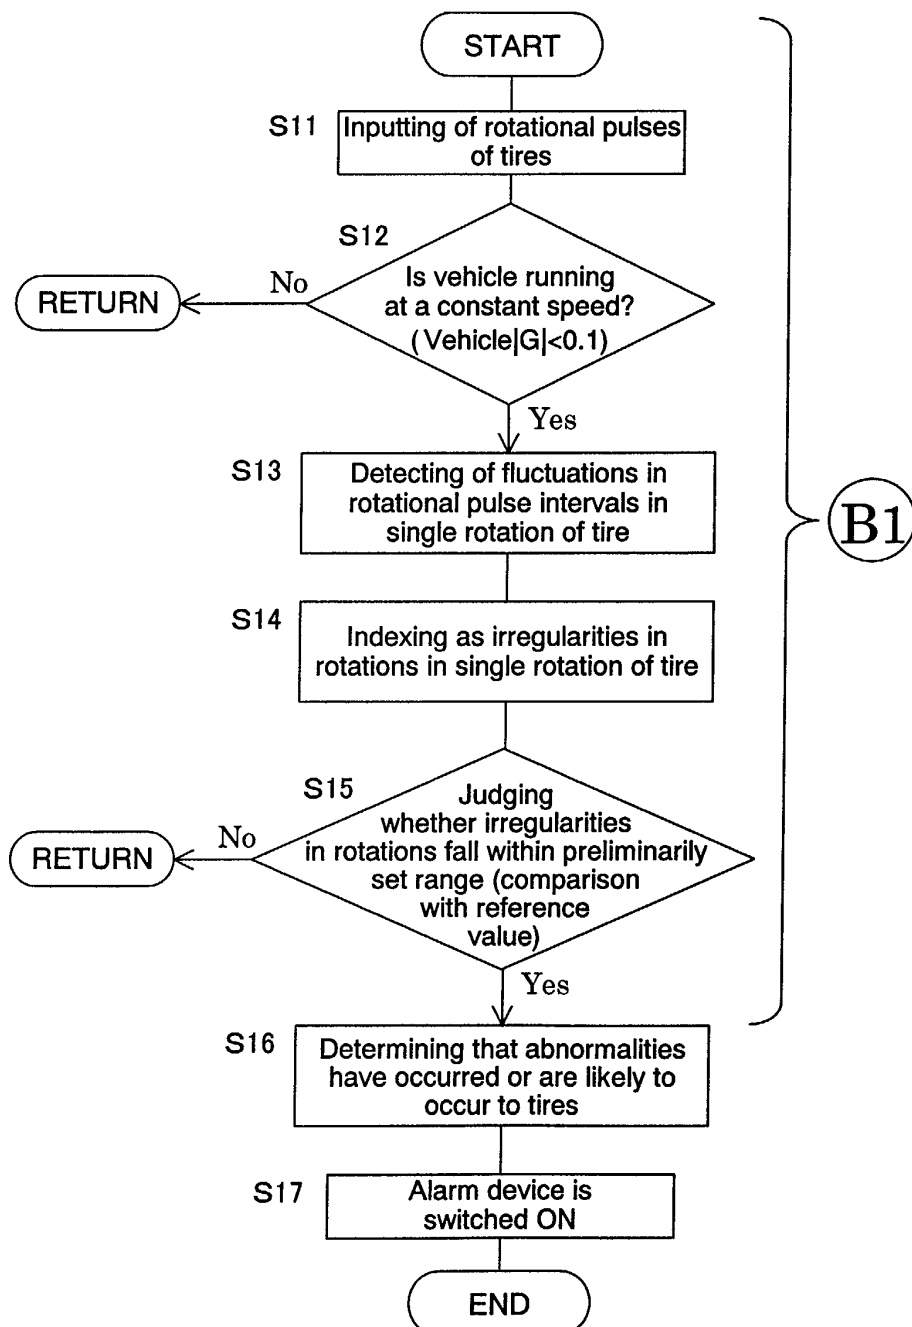 START
S11
Inputting of rotational pulses
of tires
S12
Is vehicle running
at a constant speed?
(Vehicle|G|<0.1)
No
RETURN
Yes
S13
Detecting of fluctuations in
rotational pulse intervals in
single rotation of tire
B1
S14
Indexing as irregularities in
rotations in single rotation of tire
S15
Judging
whether irregularities
in rotations fall within preliminarily
set range (comparison
with reference
value)
No
RETURN
Yes
S16
Determining that abnormalities
have occurred or are likely to
occur to tires
S17
Alarm device is
switched ON
END